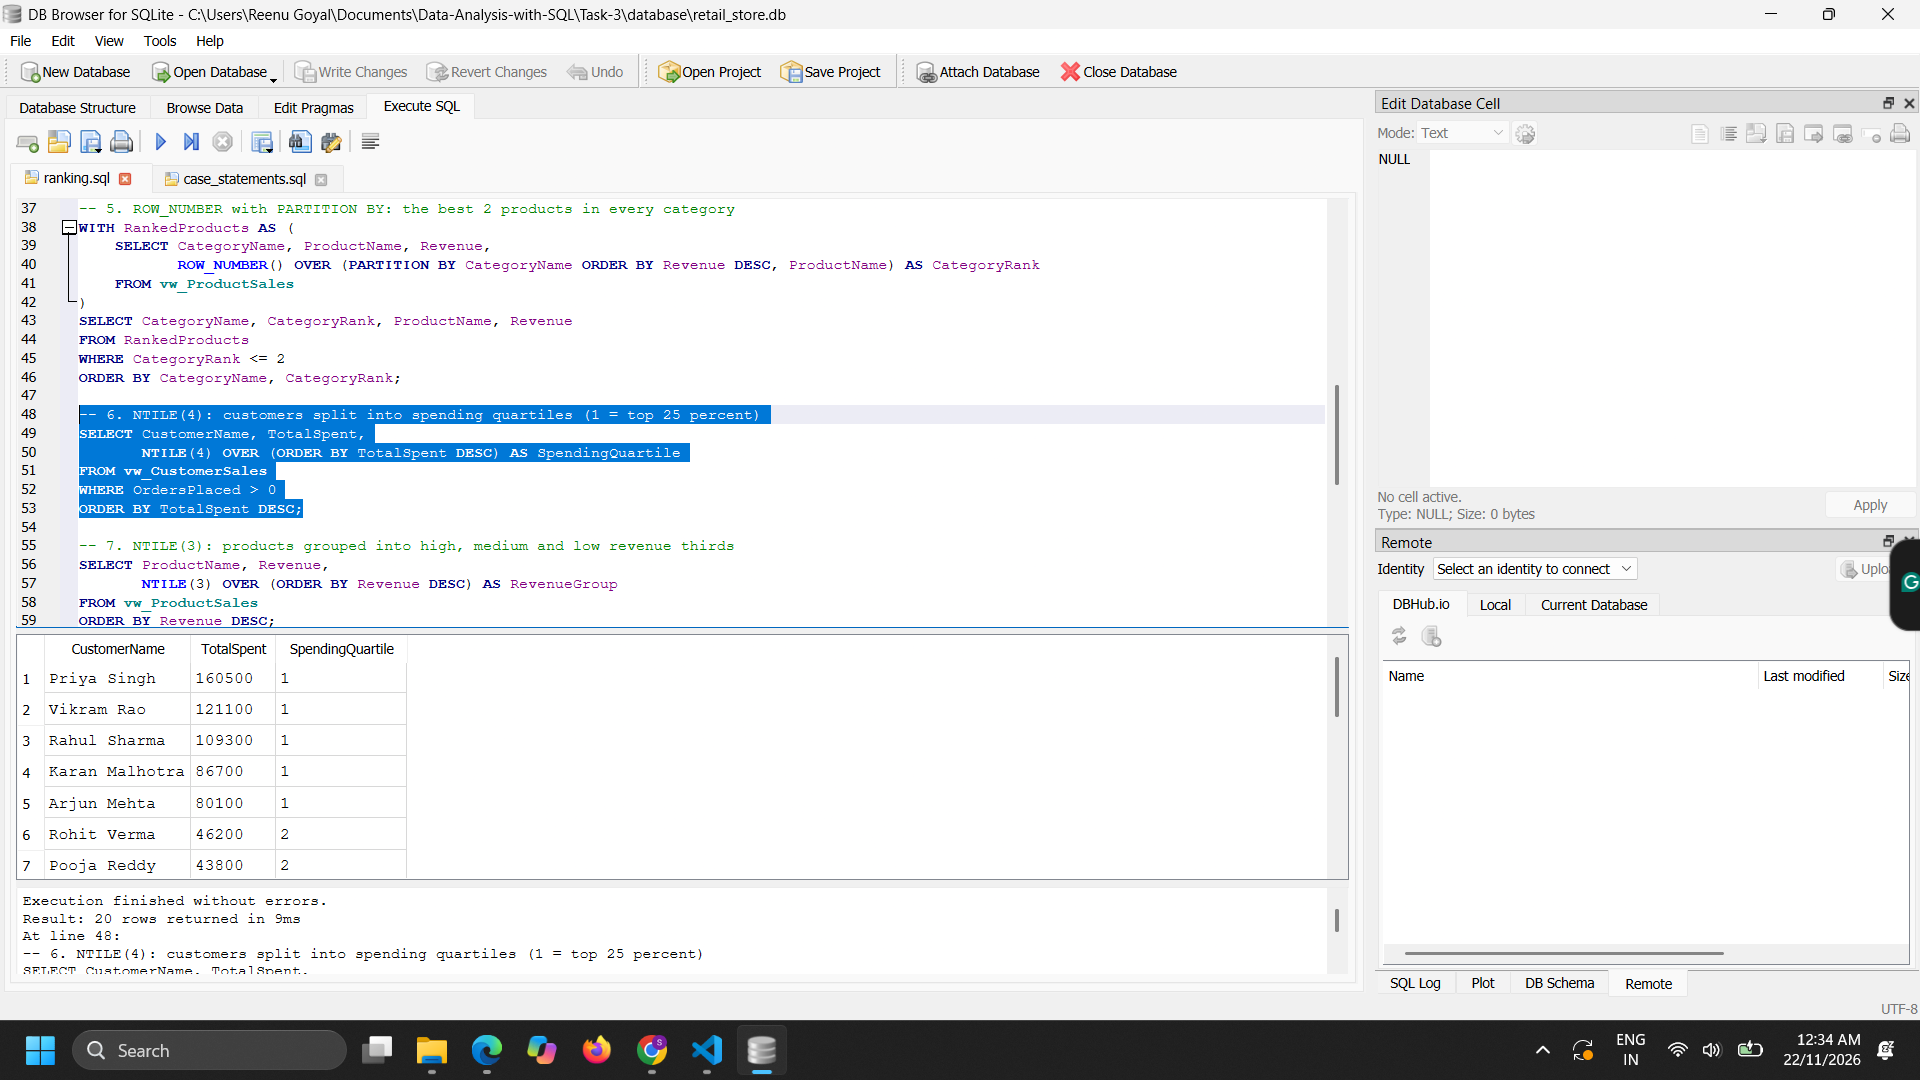 DB Browser for SQLite - C:\Users\Reenu Goyal\Documents\Data-Analysis-with-SQL\Task-3\database\retail_store.db
File Edit View Tools Help
New Database Open Database Write Changes Revert Changes Undo Open Project Save Project Attach Database Close Database
Database Structure Browse Data Edit Pragmas Execute SQL
ranking.sql case_statements.sql
37 -- 5. ROW_NUMBER with PARTITION BY: the best 2 products in every category
38 WITH RankedProducts AS (
39 SELECT CategoryName, ProductName, Revenue,
40 ROW_NUMBER() OVER (PARTITION BY CategoryName ORDER BY Revenue DESC, ProductName) AS CategoryRank
41 FROM vw_ProductSales
42 )
43 SELECT CategoryName, CategoryRank, ProductName, Revenue
44 FROM RankedProducts
45 WHERE CategoryRank <= 2
46 ORDER BY CategoryName, CategoryRank;
47
48 -- 6. NTILE(4): customers split into spending quartiles (1 = top 25 percent)
49 SELECT CustomerName, TotalSpent,
50 NTILE(4) OVER (ORDER BY TotalSpent DESC) AS SpendingQuartile
51 FROM vw_CustomerSales
52 WHERE OrdersPlaced > 0
53 ORDER BY TotalSpent DESC;
54
55 -- 7. NTILE(3): products grouped into high, medium and low revenue thirds
56 SELECT ProductName, Revenue,
57 NTILE(3) OVER (ORDER BY Revenue DESC) AS RevenueGroup
58 FROM vw_ProductSales
59 ORDER BY Revenue DESC;
CustomerName TotalSpent SpendingQuartile
1 Priya Singh 160500 1
2 Vikram Rao 121100 1
3 Rahul Sharma 109300 1
4 Karan Malhotra 86700 1
5 Arjun Mehta 80100 1
6 Rohit Verma 46200 2
7 Pooja Reddy 43800 2
Execution finished without errors.
Result: 20 rows returned in 9ms
At line 48:
-- 6. NTILE(4): customers split into spending quartiles (1 = top 25 percent)
SELECT CustomerName, TotalSpent,
Edit Database Cell
Mode: Text
NULL
No cell active.
Type: NULL; Size: 0 bytes
Apply
Remote
Identity Select an identity to connect Uplo
DBHub.io Local Current Database
Name Last modified Size
SQL Log Plot DB Schema Remote
UTF-8
Search
ENG
IN
12:34 AM
22/11/2026